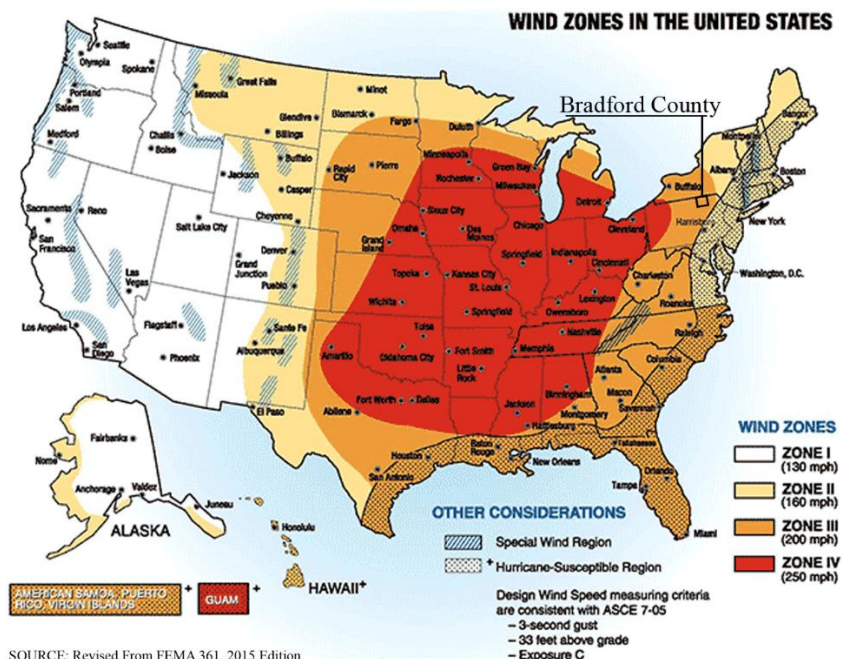 WIND ZONES IN THE UNITED STATES
Bradford County
Seattle
Olympia
Spokane
Portland
Salem
Medford
Great Falls
Missoula
Challis
Boise
Glendive
Billings
Minot
Bismarck
Fargo
Duluth
Bangor
Montpelier
Albany
Boston
Buffalo
New York
Harrisburg
Washington, D.C.
Buffalo
Jackson
Casper
Cheyenne
Rapid
City
Pierre
Minneapolis
Rochester
Green Bay
Milwaukee
Detroit
Cleveland
Sacramento
San
Francisco
Reno
Salt Lake City
Denver
Grand
Junction
Pueblo
Las
Vegas
Sioux City
Omaha
Grand
Island
Des
Moines
Chicago
Springfield
Indianapolis
Cincinnati
Charleston
Roanoke
Raleigh
Topeka
Kansas City
St. Louis
Lexington
Owensboro
Wichita
Springfield
Nashville
Los Angeles
San
Diego
Flagstaff
Phoenix
Santa Fe
Albuquerque
El Paso
Amarillo
Tulsa
Oklahoma City
Fort Smith
Memphis
Little
Rock
Columbia
Atlanta
Macon
Savannah
Birmingham
Montgomery
Jackson
Hattiesburg
Fort Worth
Dallas
Abilene
Houston
San Antonio
Baton
Rouge
New Orleans
Tallahassee
Orlando
Tampa
Miami
Fairbanks
Nome
Anchorage
Valdez
Juneau
ALASKA
Honolulu
HAWAII+
AMERICAN SAMOA, PUERTO
RICO, VIRGIN ISLANDS
+
GUAM
+
OTHER CONSIDERATIONS
Special Wind Region
+ Hurricane-Susceptible Region
WIND ZONES
ZONE I
(130 mph)
ZONE II
(160 mph)
ZONE III
(200 mph)
ZONE IV
(250 mph)
Design Wind Speed measuring criteria
are consistent with ASCE 7-05
– 3-second gust
– 33 feet above grade
– Exposure C
SOURCE: Revised From FEMA 361, 2015 Edition